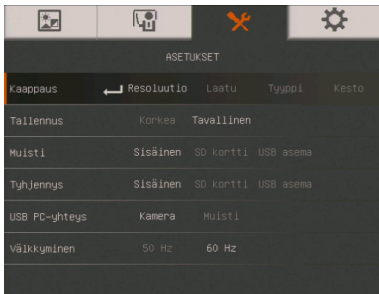 ASETUKSET
Kaappaus Resoluutio Laatu Tyyppi Kesto
Tallennus Korkea Tavallinen
Muisti Sisäinen SD kortti USB asema
Tyhjennys Sisäinen SD kortti USB asema
USB PC-yhteys Kamera Muisti
Välkkyminen 50 Hz 60 Hz